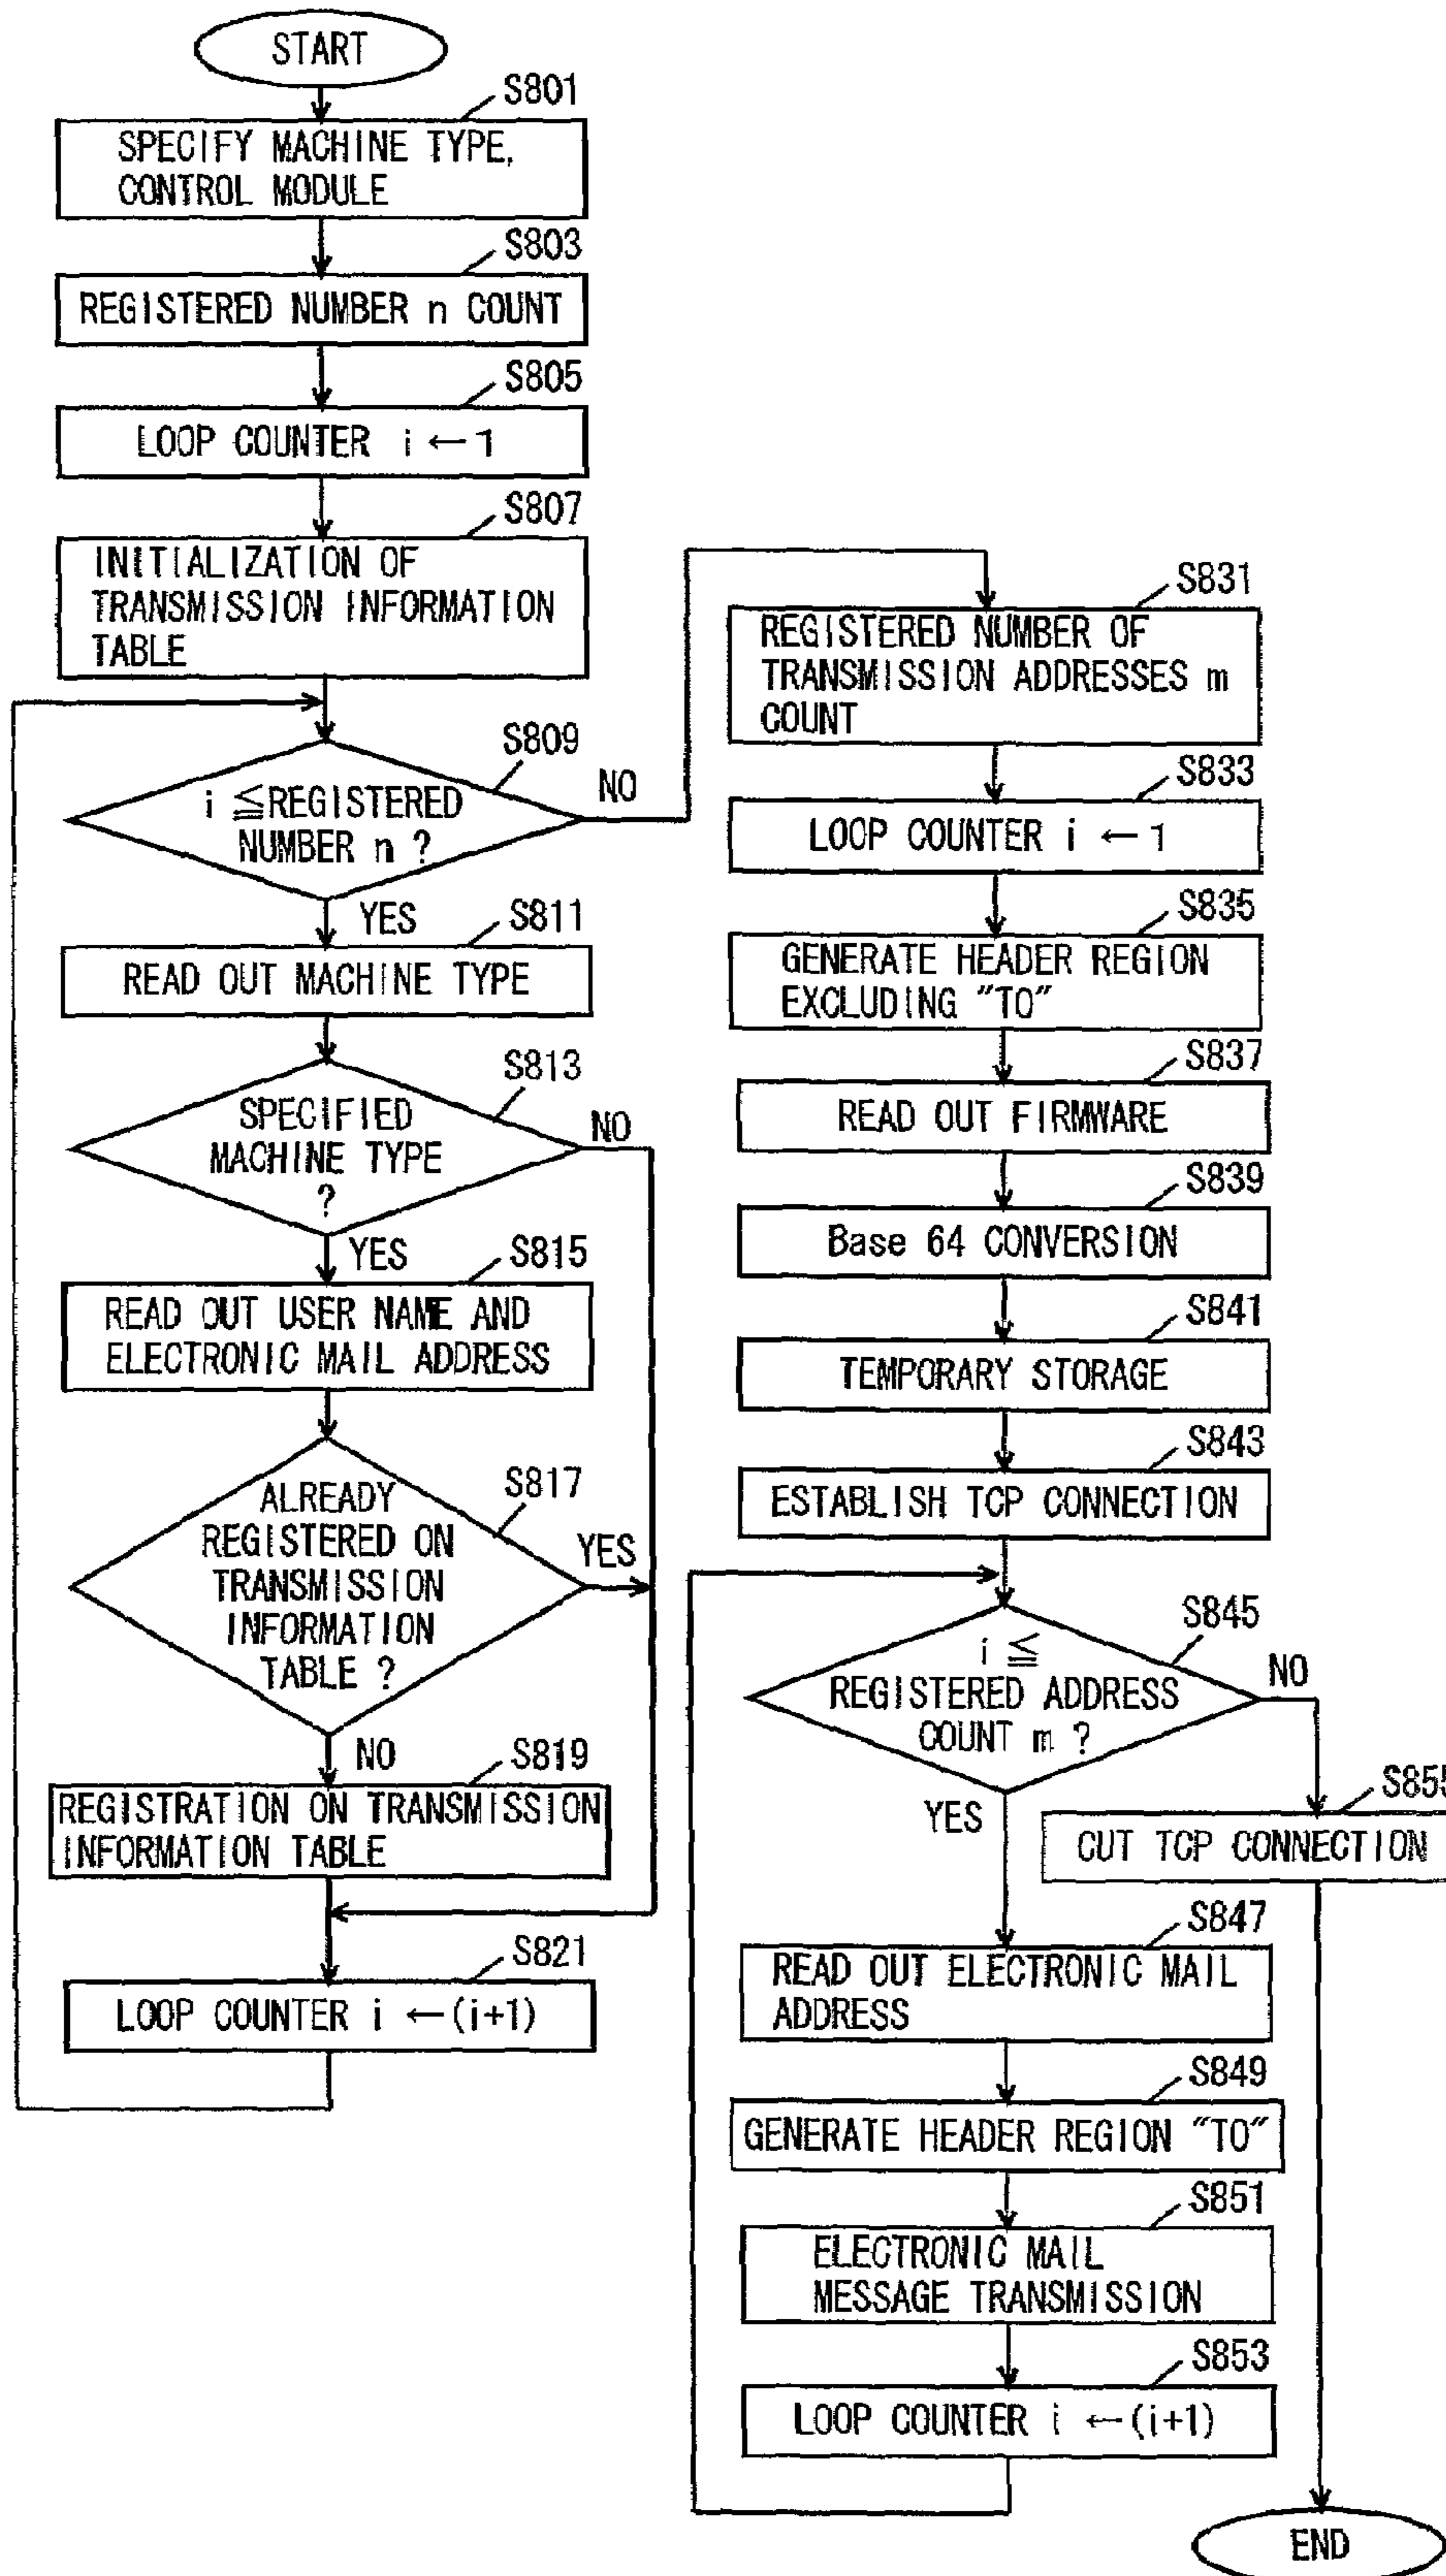 START
S801
SPECIFY MACHINE TYPE,
CONTROL MODULE
S803
REGISTERED NUMBER n COUNT
S805
LOOP COUNTER i ← 1
S807
INITIALIZATION OF
TRANSMISSION INFORMATION
TABLE
S809
i ≦REGISTERED
NUMBER n ?
NO
YES
S811
READ OUT MACHINE TYPE
S813
SPECIFIED
MACHINE TYPE
?
NO
YES
S815
READ OUT USER NAME AND
ELECTRONIC MAIL ADDRESS
S817
ALREADY
REGISTERED ON
TRANSMISSION
INFORMATION
TABLE ?
YES
NO
S819
REGISTRATION ON TRANSMISSION
INFORMATION TABLE
S821
LOOP COUNTER i ←(i+1)
S831
REGISTERED NUMBER OF
TRANSMISSION ADDRESSES m
COUNT
S833
LOOP COUNTER i ← 1
S835
GENERATE HEADER REGION
EXCLUDING "TO"
S837
READ OUT FIRMWARE
S839
Base 64 CONVERSION
S841
TEMPORARY STORAGE
S843
ESTABLISH TCP CONNECTION
S845
i ≦
REGISTERED ADDRESS
COUNT m ?
NO
YES
S855
CUT TCP CONNECTION
S847
READ OUT ELECTRONIC MAIL
ADDRESS
S849
GENERATE HEADER REGION "TO"
S851
ELECTRONIC MAIL
MESSAGE TRANSMISSION
S853
LOOP COUNTER i ←(i+1)
END